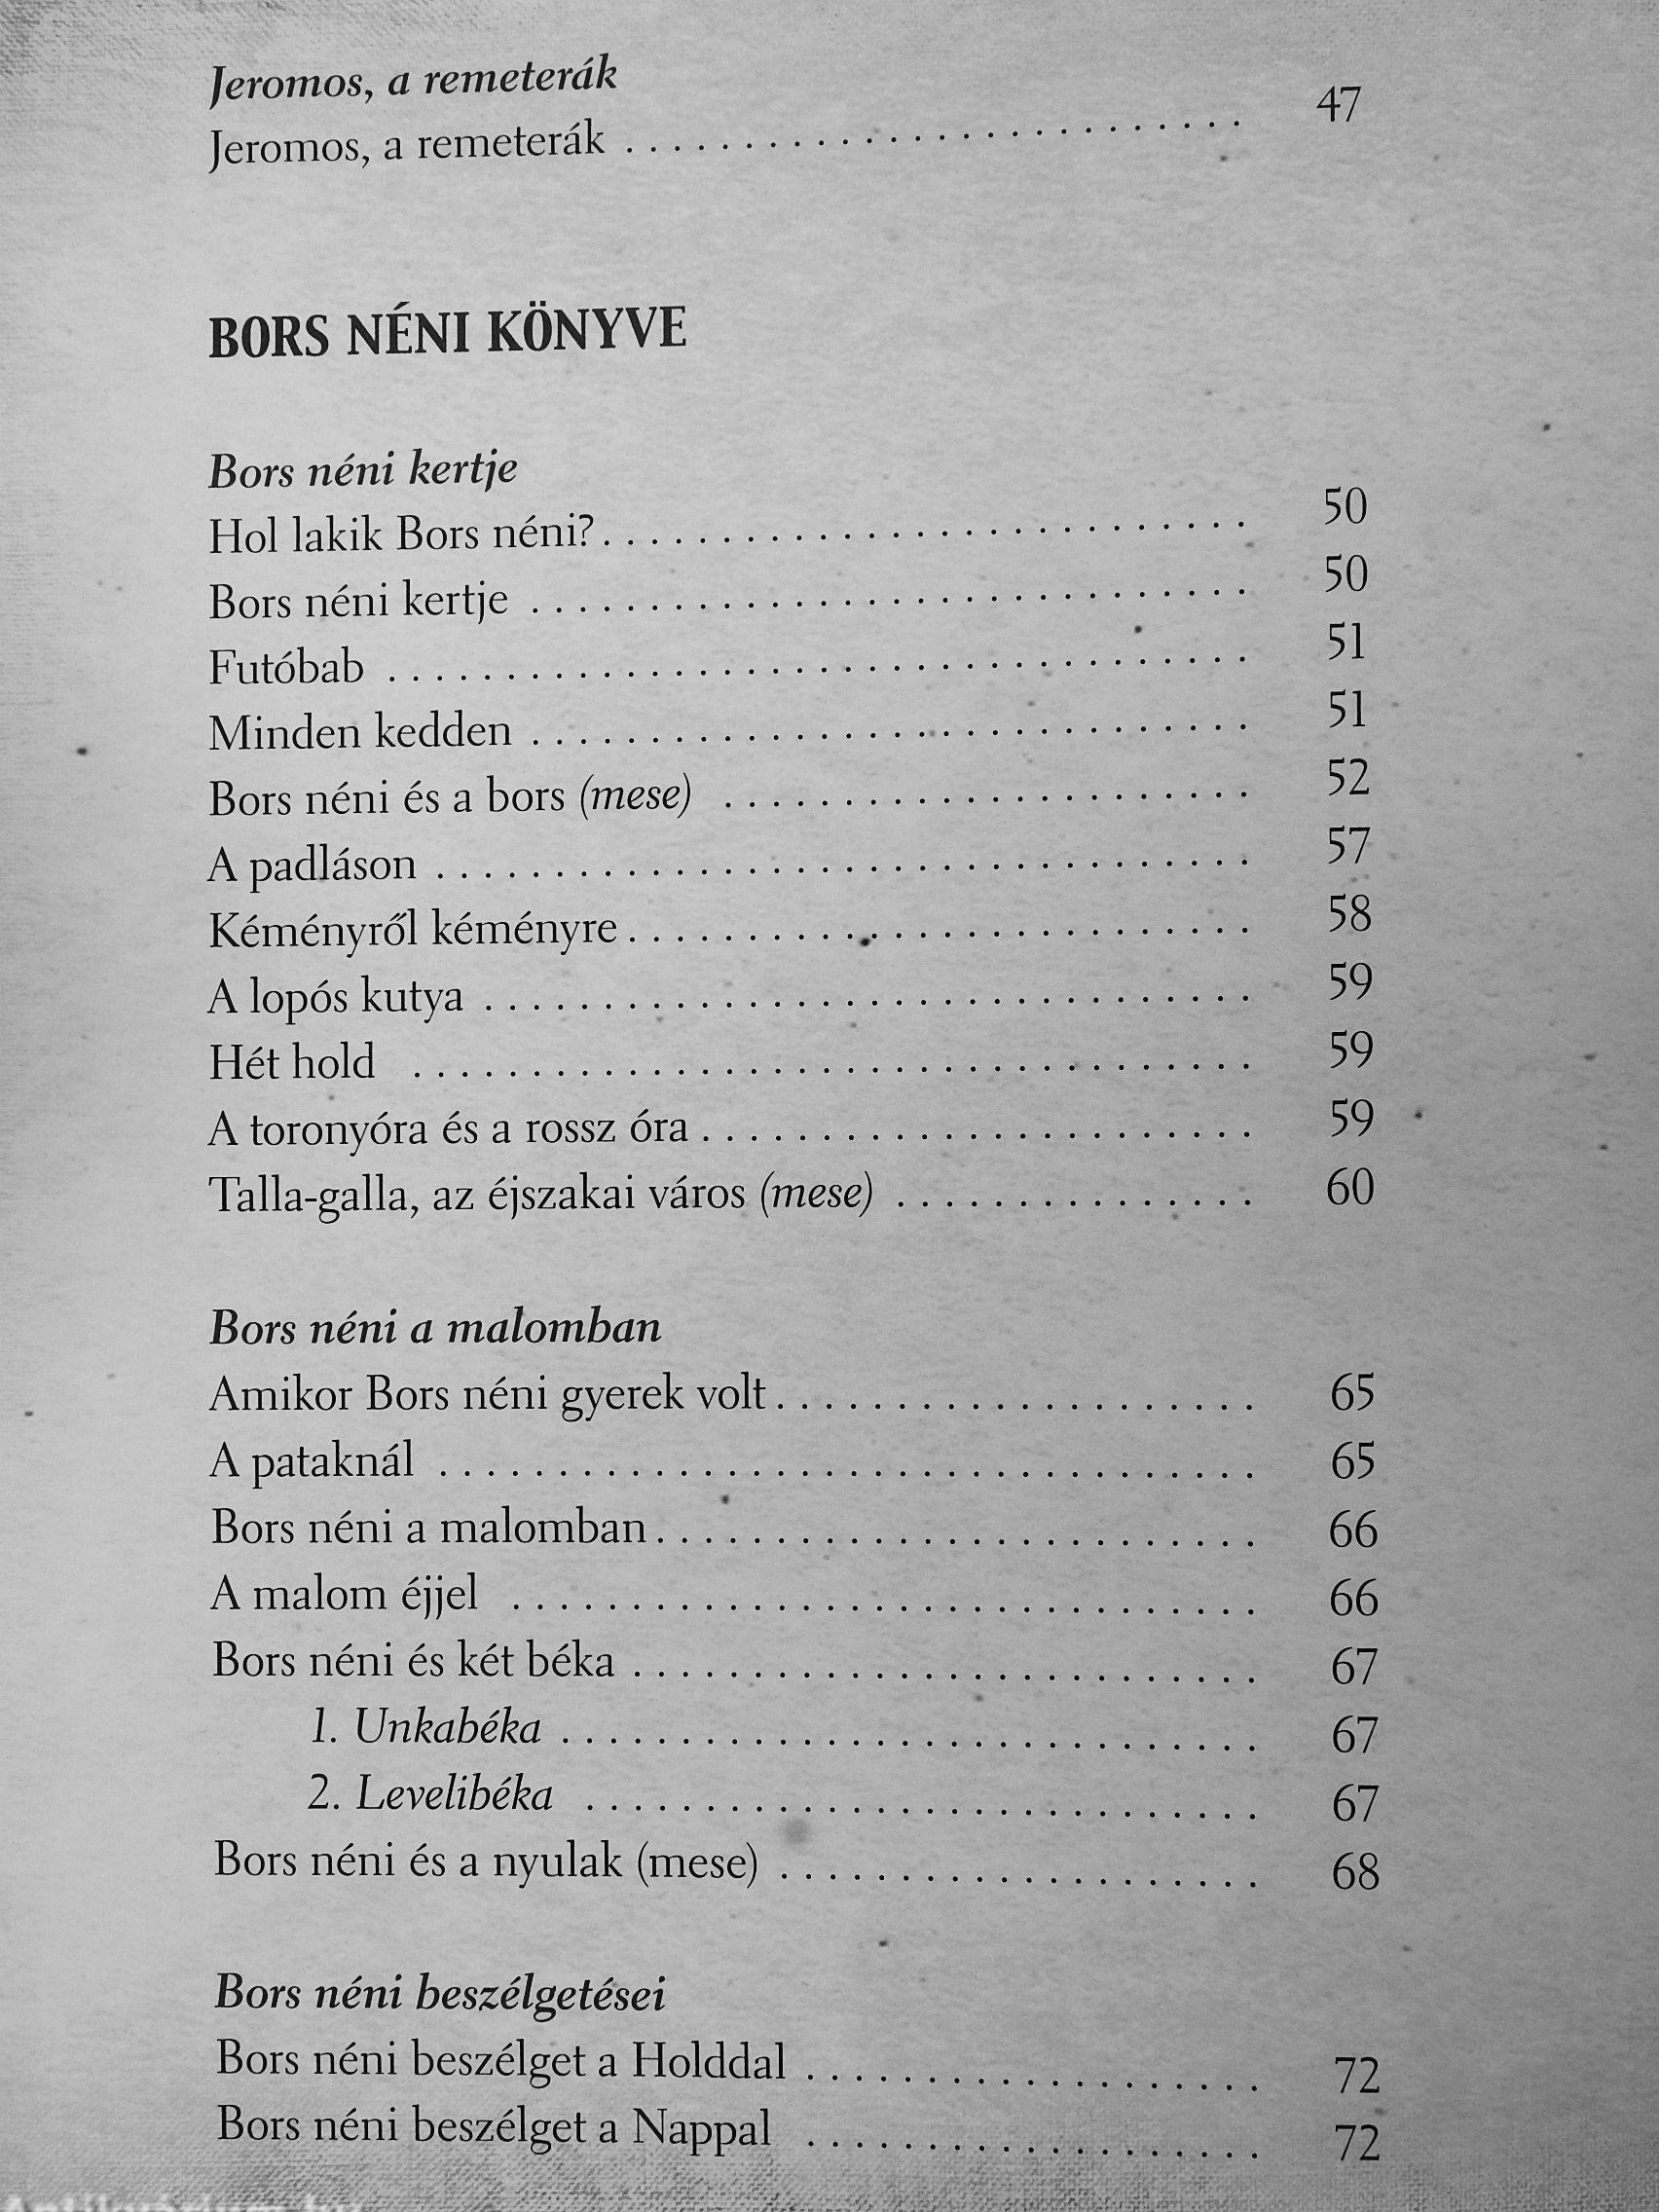 Jeromos, a remeterák
Jeromos, a remeterák . . . . . . . . . . . . . . . . . . . . . . . . . . 47
BORS NÉNI KÖNYVE
Bors néni kertje
Hol lakik Bors néni? . . . . . . . . . . . . . . . . . . . . . . . . . . . 50
Bors néni kertje . . . . . . . . . . . . . . . . . . . . . . . . . . . . . . 50
Futóbab . . . . . . . . . . . . . . . . . . . . . . . . . . . . . . . . . . . . 51
Minden kedden . . . . . . . . . . . . . . . . . . . . . . . . . . . . . . 51
Bors néni és a bors (mese) . . . . . . . . . . . . . . . . . . . . . . 52
A padláson . . . . . . . . . . . . . . . . . . . . . . . . . . . . . . . . . . 57
Kéményről kéményre . . . . . . . . . . . . . . . . . . . . . . . . . . 58
A lopós kutya . . . . . . . . . . . . . . . . . . . . . . . . . . . . . . . . 59
Hét hold . . . . . . . . . . . . . . . . . . . . . . . . . . . . . . . . . . . 59
A toronyóra és a rossz óra . . . . . . . . . . . . . . . . . . . . . . . 59
Talla-galla, az éjszakai város (mese) . . . . . . . . . . . . . . . 60
Bors néni a malomban
Amikor Bors néni gyerek volt . . . . . . . . . . . . . . . . . . . . 65
A pataknál . . . . . . . . . . . . . . . . . . . . . . . . . . . . . . . . . . 65
Bors néni a malomban . . . . . . . . . . . . . . . . . . . . . . . . . 66
A malom éjjel . . . . . . . . . . . . . . . . . . . . . . . . . . . . . . . 66
Bors néni és két béka . . . . . . . . . . . . . . . . . . . . . . . . . . 67
1. Unkabéka . . . . . . . . . . . . . . . . . . . . . . . . . . . . . 67
2. Levelibéka . . . . . . . . . . . . . . . . . . . . . . . . . . . . 67
Bors néni és a nyulak (mese) . . . . . . . . . . . . . . . . . . . . 68
Bors néni beszélgetései
Bors néni beszélget a Holddal . . . . . . . . . . . . . . . . . . . 72
Bors néni beszélget a Nappal . . . . . . . . . . . . . . . . . . . 72